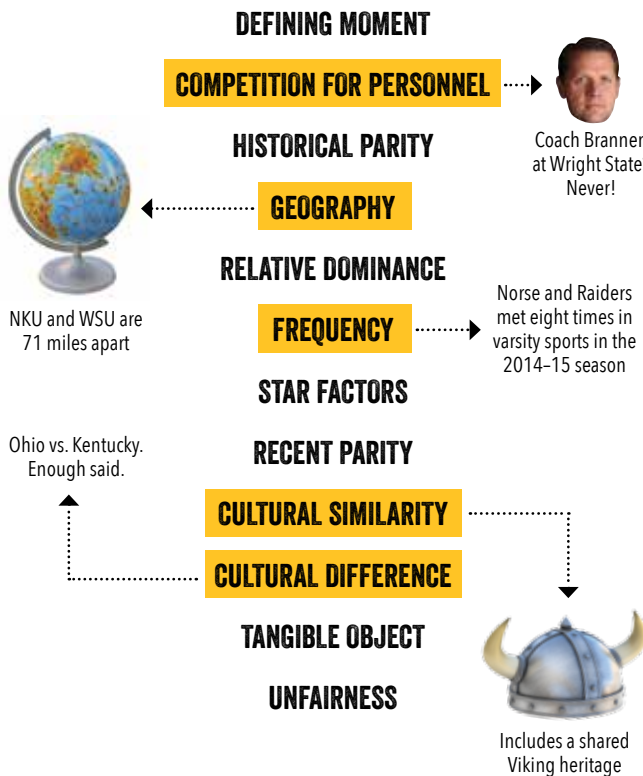 DEFINING MOMENT
COMPETITION FOR PERSONNEL
Coach Branner
at Wright State
Never!
HISTORICAL PARITY
GEOGRAPHY
NKU and WSU are
71 miles apart
RELATIVE DOMINANCE
FREQUENCY
Norse and Raiders
met eight times in
varsity sports in the
2014–15 season
STAR FACTORS
RECENT PARITY
Ohio vs. Kentucky.
Enough said.
CULTURAL SIMILARITY
CULTURAL DIFFERENCE
TANGIBLE OBJECT
UNFAIRNESS
Includes a shared
Viking heritage